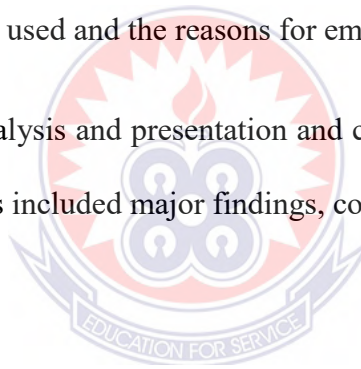 used and the reasons for em
alysis and presentation and c
s included major findings, co
EDUCATION FOR SERVICE